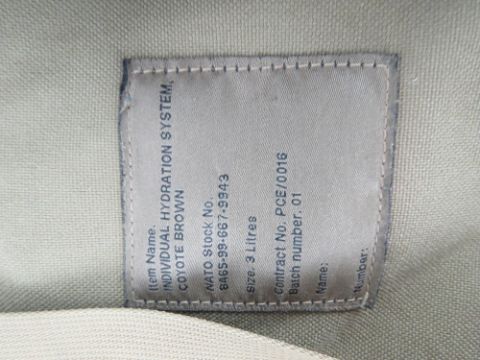 Item Name.
INDIVIDUAL HYDRATION SYSTEM,
COYOTE BROWN
NATO Stock No.
8465-99-667-9943
Size. 3 Litres
Contract No. PCE/0016
Batch number. 01
Name:
Number: